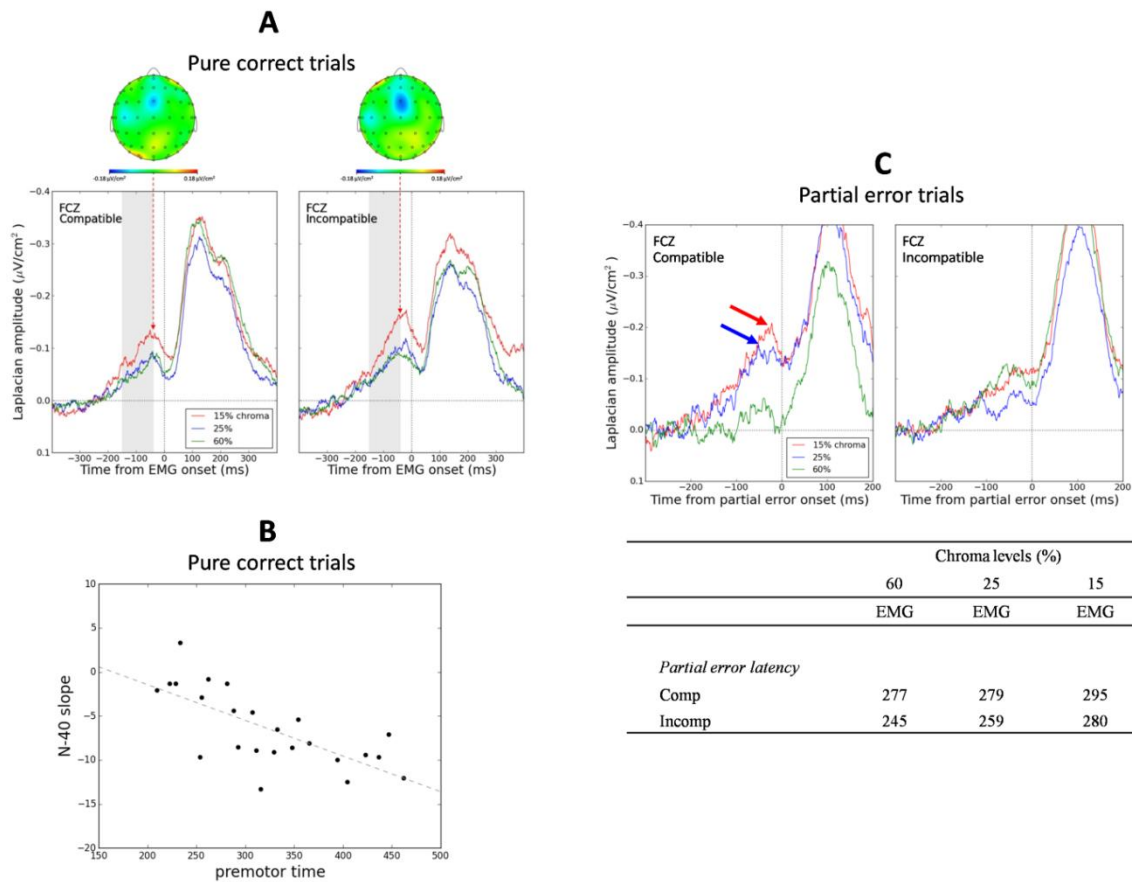 A
Pure correct trials
-0.18 μV/cm² 0.18 μV/cm²
-0.18 μV/cm² 0.18 μV/cm²
FCZ
Compatible
FCZ
Incompatible
Laplacian amplitude (μV/cm²)
−0.4
−0.3
−0.2
−0.1
0.0
0.1
15% chroma
25%
60%
−300 −200 −100 0 100 200 300
−300 −200 −100 0 100 200 300
Time from EMG onset (ms)
Time from EMG onset (ms)
B
Pure correct trials
N-40 slope
10
5
0
−5
−10
−15
−20
150 200 250 300 350 400 450 500
premotor time
C
Partial error trials
FCZ
Compatible
FCZ
Incompatible
Laplacian amplitude (μV/cm²)
−0.4
−0.3
−0.2
−0.1
0.0
0.1
15% chroma
25%
60%
−200 −100 0 100 200
−200 −100 0 100 200
Time from partial error onset (ms)
Time from partial error onset (ms)
Chroma levels (%)
60 25 15
EMG EMG EMG
Partial error latency
Comp 277 279 295
Incomp 245 259 280